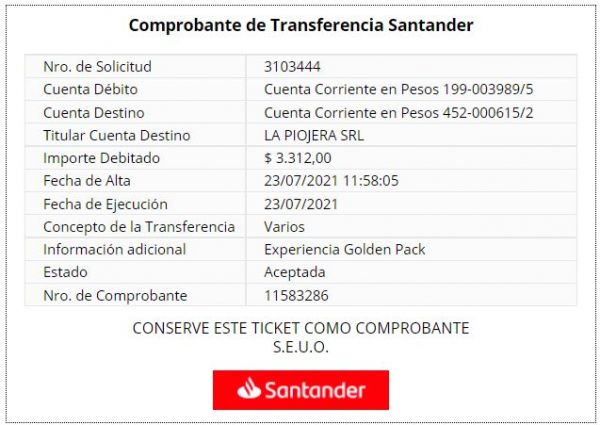 Comprobante de Transferencia Santander
Nro. de Solicitud 3103444
Cuenta Débito Cuenta Corriente en Pesos 199-003989/5
Cuenta Destino Cuenta Corriente en Pesos 452-000615/2
Titular Cuenta Destino LA PIOJERA SRL
Importe Debitado $ 3.312,00
Fecha de Alta 23/07/2021 11:58:05
Fecha de Ejecución 23/07/2021
Concepto de la Transferencia Varios
Información adicional Experiencia Golden Pack
Estado Aceptada
Nro. de Comprobante 11583286
CONSERVE ESTE TICKET COMO COMPROBANTE
S.E.U.O.
Santander